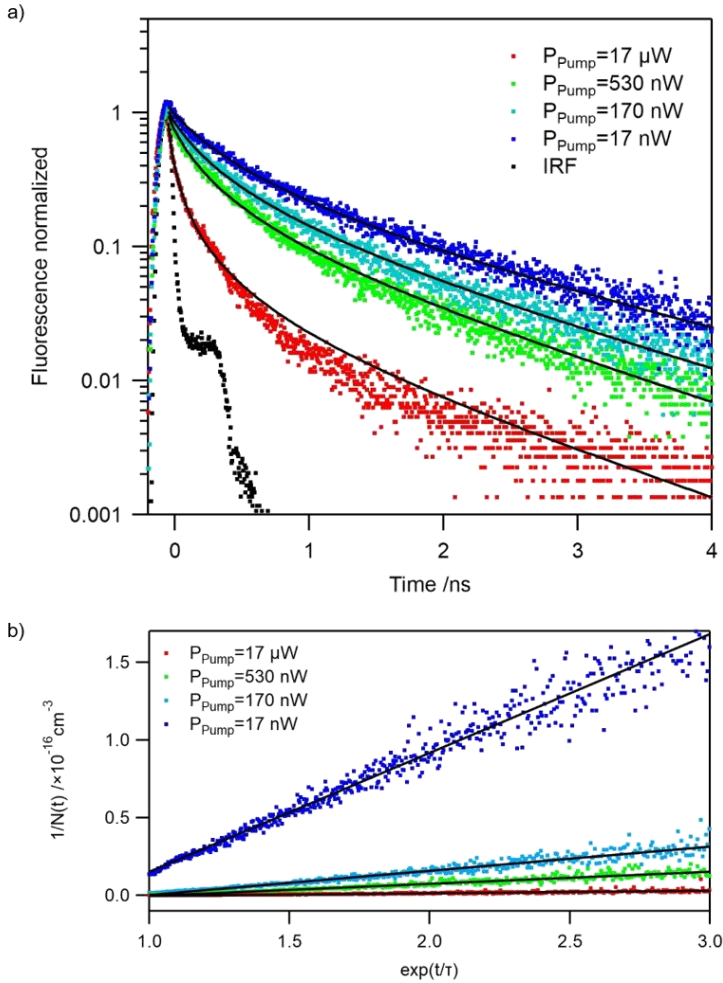 a)
Fluorescence normalized
1
0.1
0.01
0.001
P_Pump=17 µW
P_Pump=530 nW
P_Pump=170 nW
P_Pump=17 nW
IRF
0 1 2 3 4
Time /ns
b)
1/N(t) /×10⁻¹⁶cm⁻³
1.5
1.0
0.5
0.0
P_Pump=17 µW
P_Pump=530 nW
P_Pump=170 nW
P_Pump=17 nW
1.0 1.5 2.0 2.5 3.0
exp(t/τ)